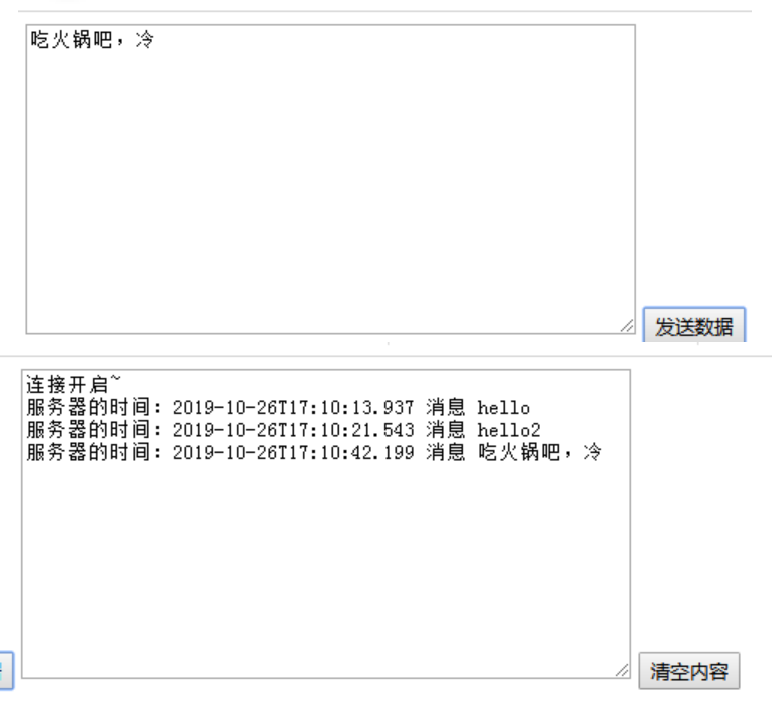 吃火锅吧，冷
发送数据
连接开启~
服务器的时间：2019-10-26T17:10:13.937 消息 hello
服务器的时间：2019-10-26T17:10:21.543 消息 hello2
服务器的时间：2019-10-26T17:10:42.199 消息 吃火锅吧，冷
清空内容